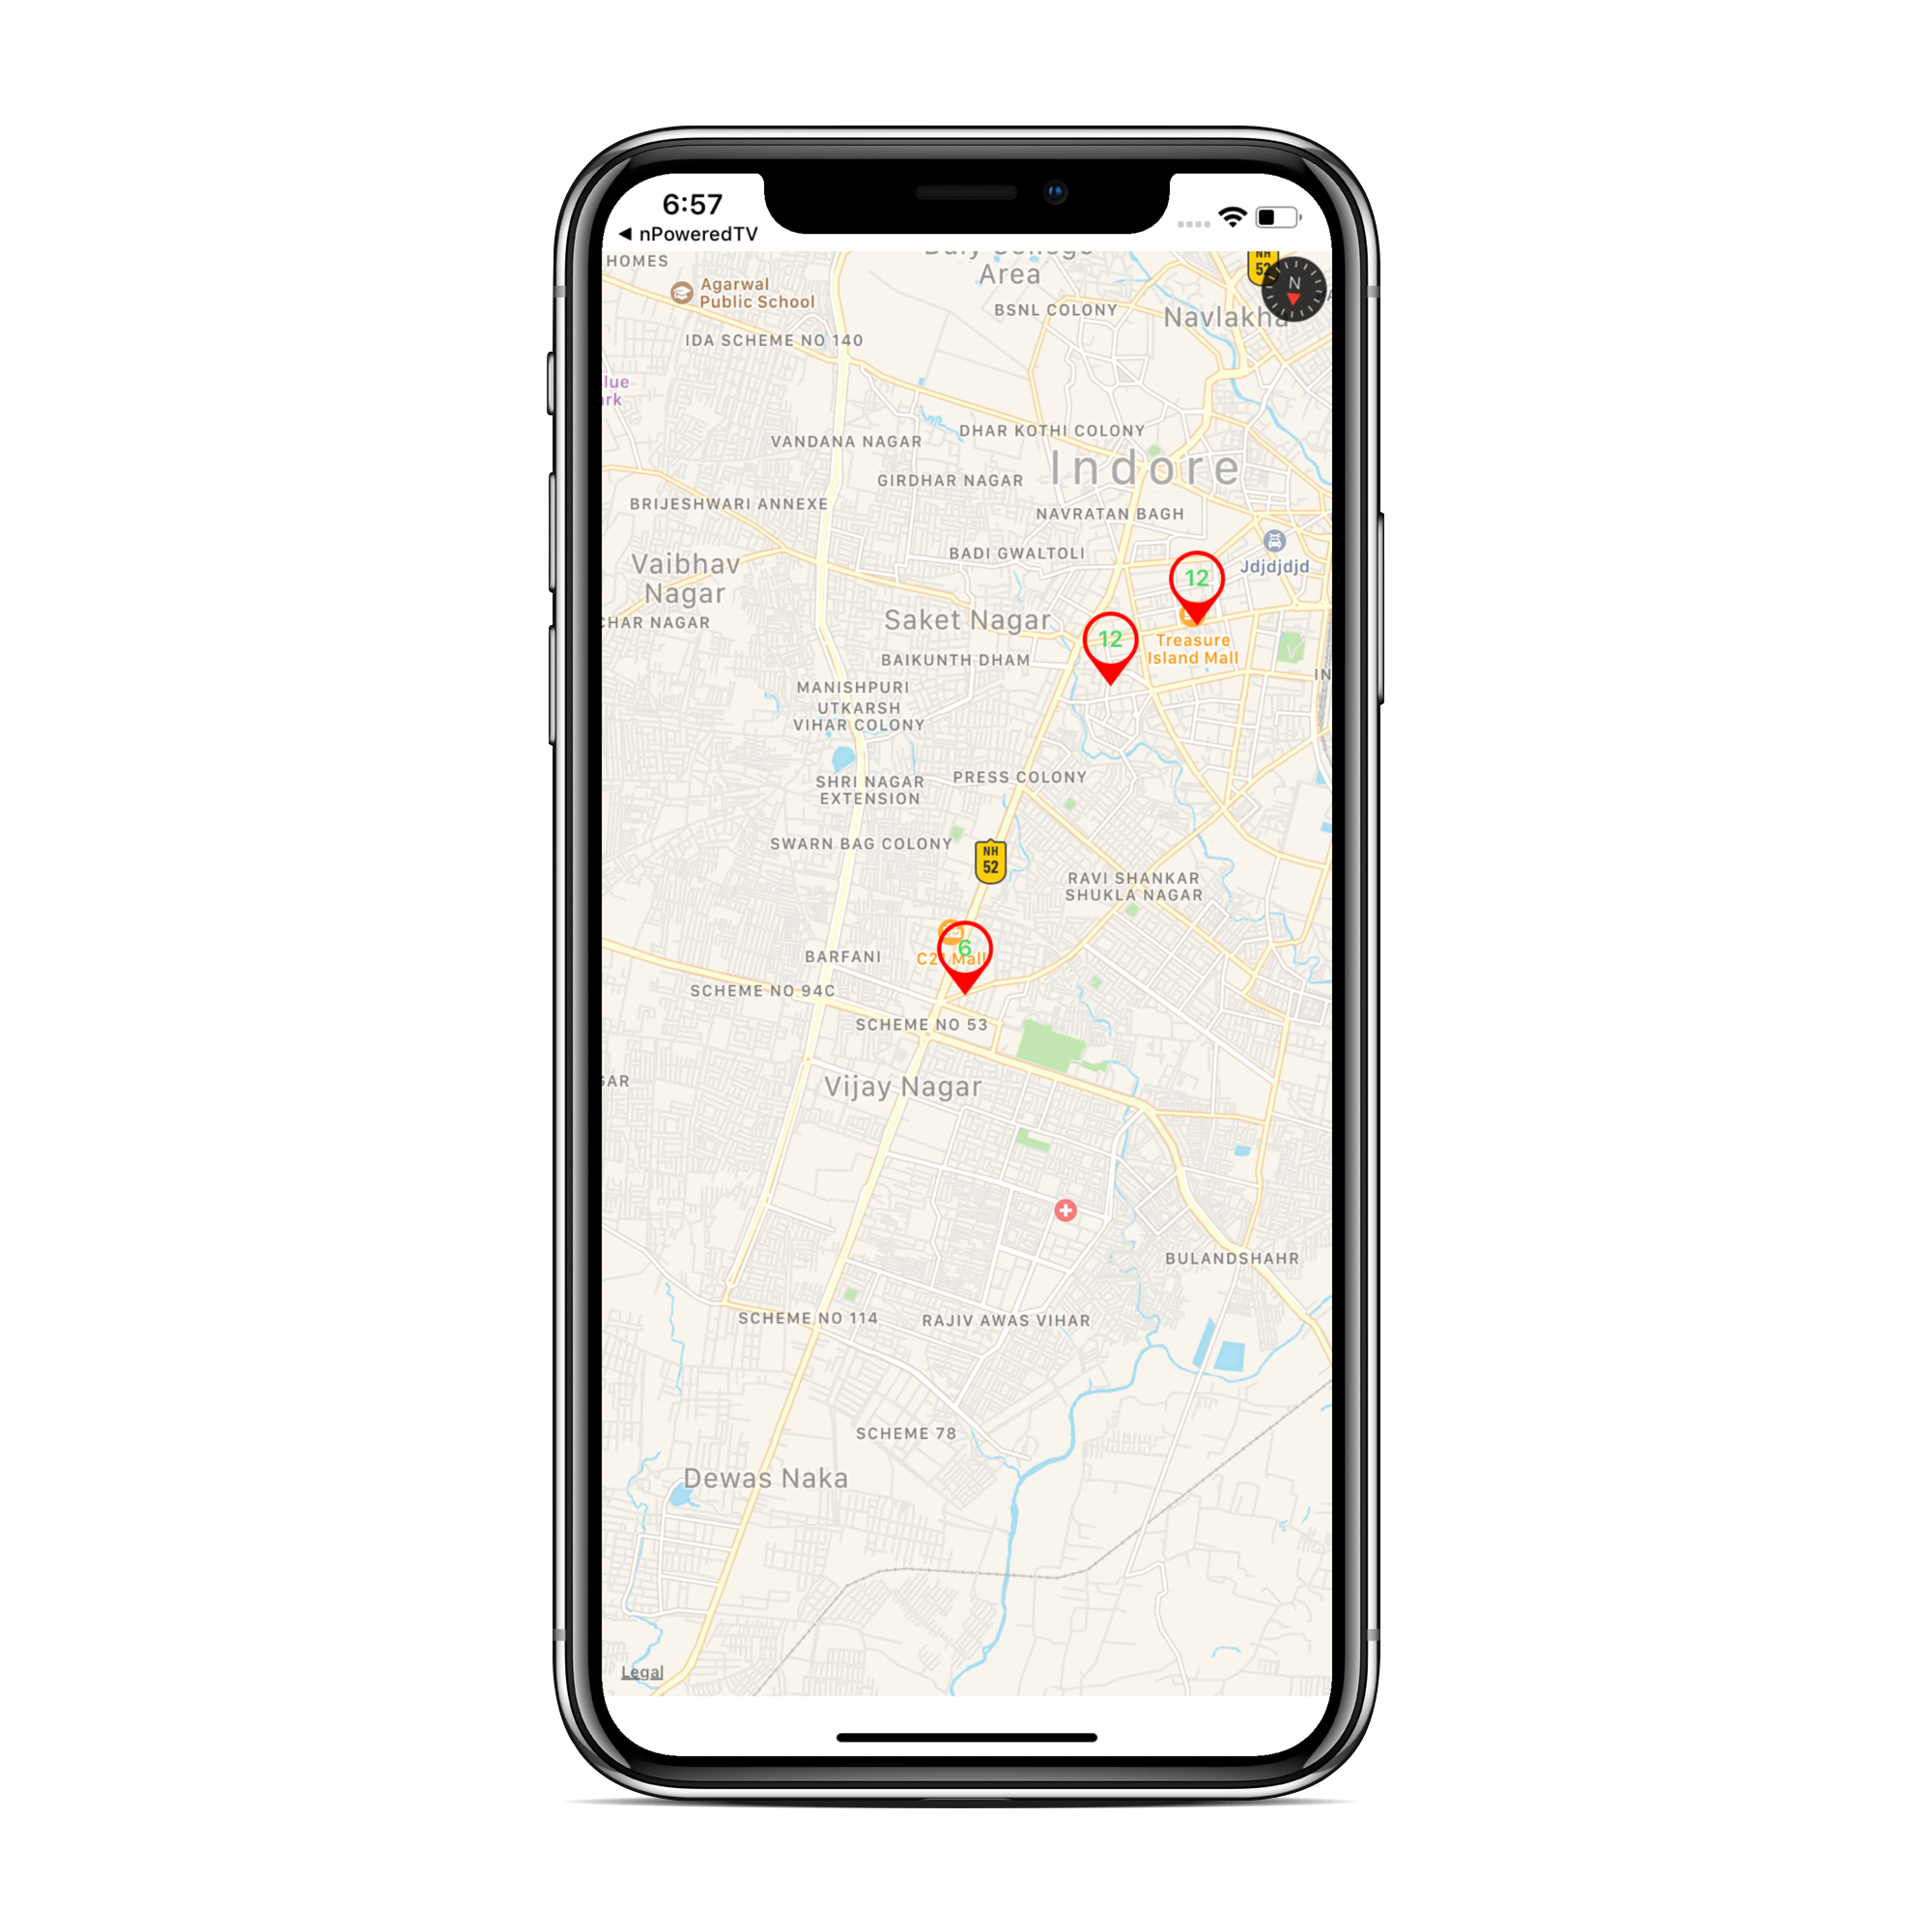 6:57
◀ nPoweredTV
HOMES
Area
NH
52
N
Agarwal
Public School
BSNL COLONY
Navlakha
IDA SCHEME NO 140
lue
ark
VANDANA NAGAR
DHAR KOTHI COLONY
Indore
GIRDHAR NAGAR
BRIJESHWARI ANNEXE
NAVRATAN BAGH
BADI GWALTOLI
Vaibhav
Nagar
12
Jdjdjdjd
CHAR NAGAR
Saket Nagar
12
Treasure
Island Mall
BAIKUNTH DHAM
IN
MANISHPURI
UTKARSH
VIHAR COLONY
SHRI NAGAR
EXTENSION
PRESS COLONY
SWARN BAG COLONY
NH
52
RAVI SHANKAR
SHUKLA NAGAR
6
BARFANI
C21 Mall
SCHEME NO 94C
SCHEME NO 53
GAR
Vijay Nagar
BULANDSHAHR
SCHEME NO 114
RAJIV AWAS VIHAR
SCHEME 78
Dewas Naka
Legal